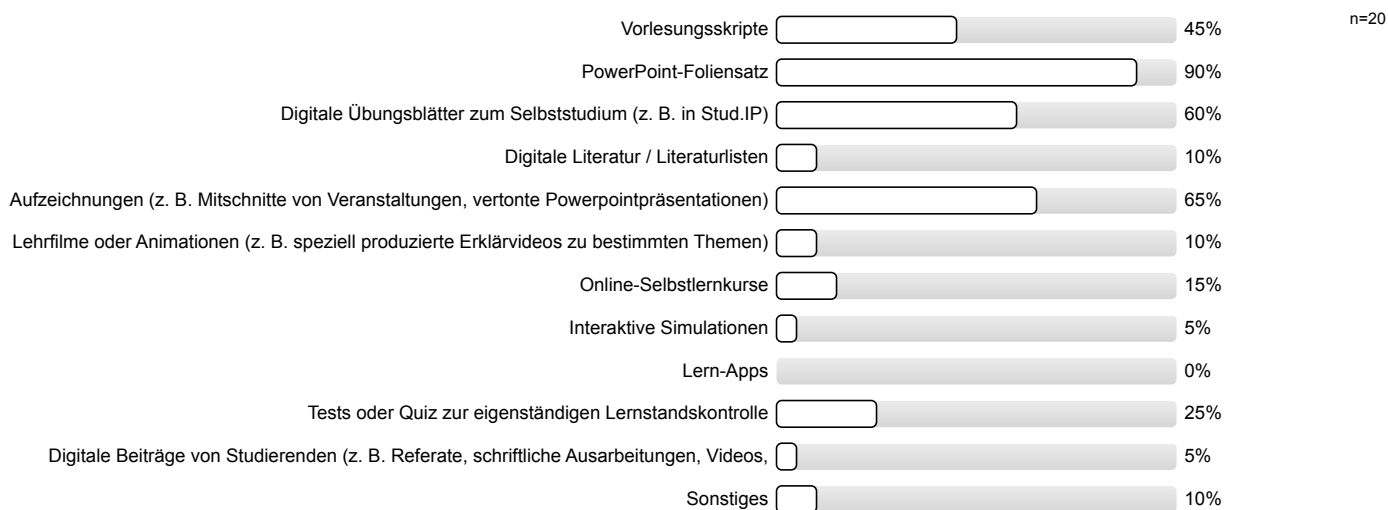 Vorlesungsskripte 45% n=20
PowerPoint-Foliensatz 90%
Digitale Übungsblätter zum Selbststudium (z. B. in Stud.IP) 60%
Digitale Literatur / Literaturlisten 10%
Aufzeichnungen (z. B. Mitschnitte von Veranstaltungen, vertonte Powerpointpräsentationen) 65%
Lehrfilme oder Animationen (z. B. speziell produzierte Erklärvideos zu bestimmten Themen) 10%
Online-Selbstlernkurse 15%
Interaktive Simulationen 5%
Lern-Apps 0%
Tests oder Quiz zur eigenständigen Lernstandskontrolle 25%
Digitale Beiträge von Studierenden (z. B. Referate, schriftliche Ausarbeitungen, Videos, 5%
Sonstiges 10%